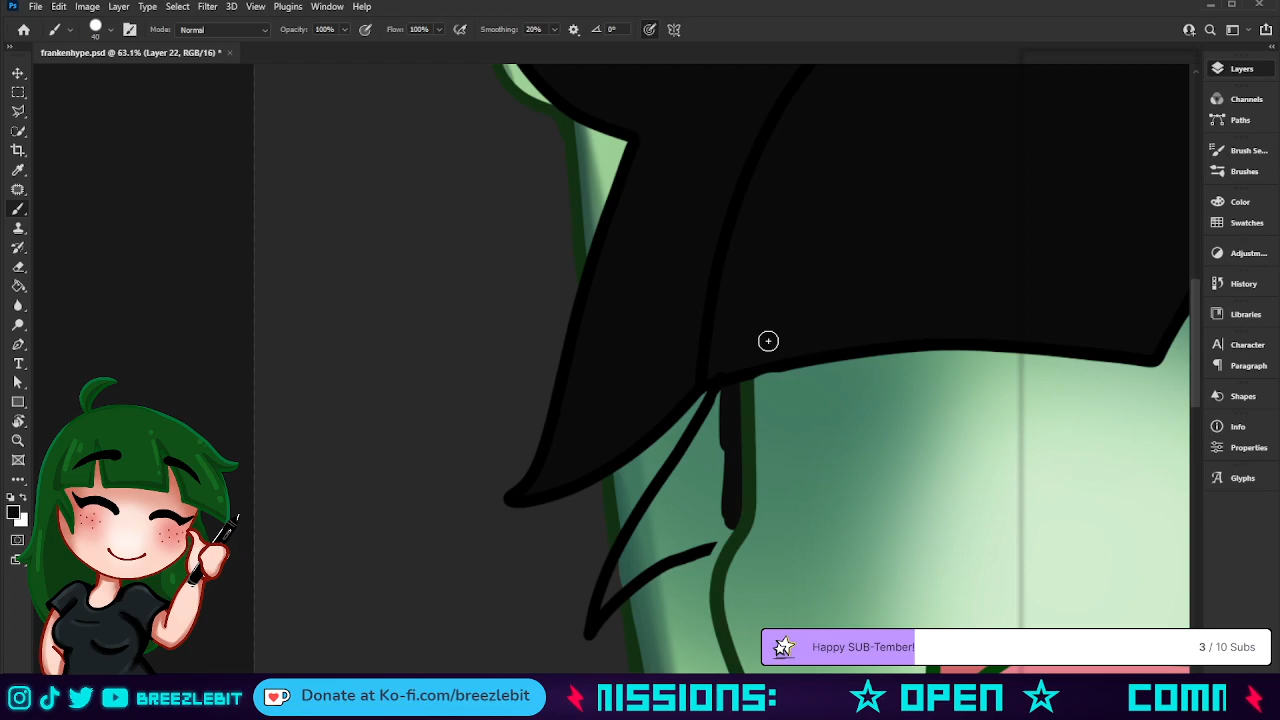 Ps File Edit Image Layer Type Select Filter 3D View Plugins Window Help
40 Mode: Normal Opacity: 100% Flow: 100% Smoothing: 20% 0°
frankenhype.psd @ 63.1% (Layer 22, RGB/16) *
Layers
Channels
Paths
Brush Se...
Brushes
Color
Swatches
Adjustm...
History
Libraries
Character
Paragraph
Shapes
Info
Properties
Glyphs
Happy SUB-Tember! 3 / 10 Subs
BREEZLEBIT Donate at Ko-fi.com/breezlebit MISSIONS: OPEN COMM